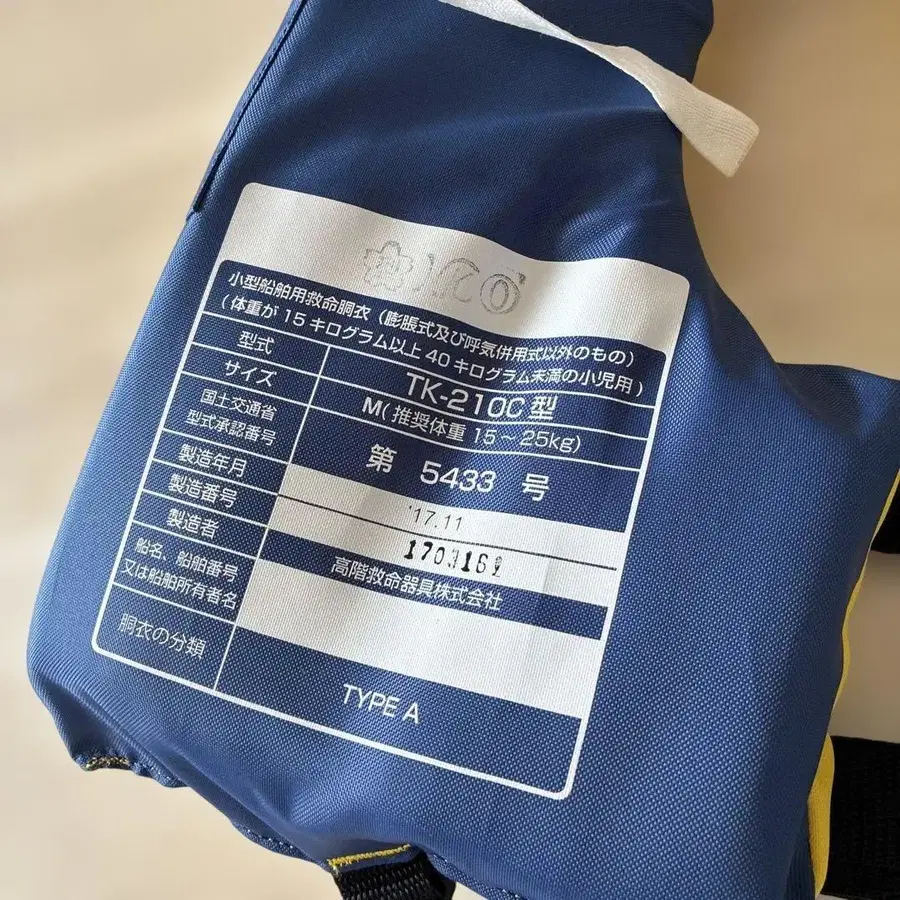 小型船舶用救命胴衣（膨脹式及び呼気併用式以外のもの）
（体重が 15 キログラム以上 40 キログラム未満の小児用）
型式 TK-210C 型
サイズ M（推奨体重 15～25kg）
国土交通省
型式承認番号 第 5433 号
製造年月 '17.11
製造番号
製造者 高階救命器具株式会社
船名、船舶番号
又は船舶所有者名
胴衣の分類 TYPE A